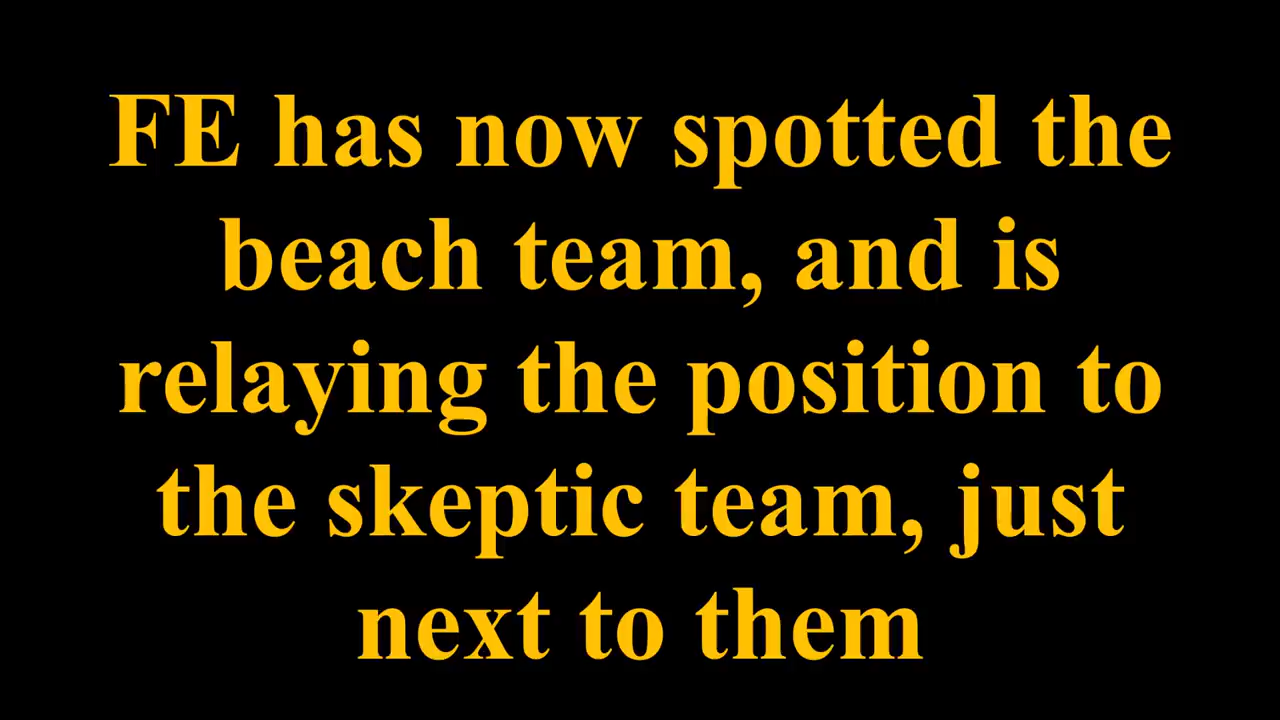 FE has now spotted the
beach team, and is
relaying the position to
the skeptic team, just
next to them